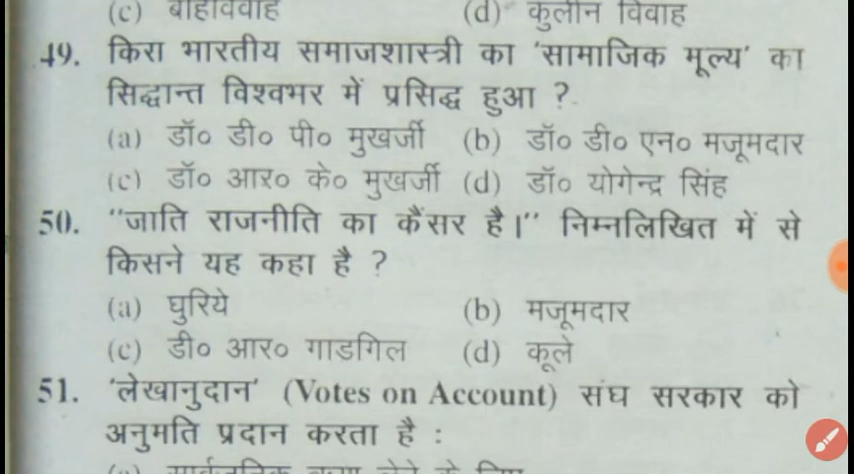 (c) बहिर्विवाह (d) कुलीन विवाह
49. किस भारतीय समाजशास्त्री का 'सामाजिक मूल्य' का
सिद्धान्त विश्वभर में प्रसिद्ध हुआ ?
(a) डॉ० डी० पी० मुखर्जी (b) डॉ० डी० एन० मजूमदार
(c) डॉ० आर० के० मुखर्जी (d) डॉ० योगेन्द्र सिंह
50. "जाति राजनीति का कैंसर है।" निम्नलिखित में से
किसने यह कहा है ?
(a) घुरिये (b) मजूमदार
(c) डी० आर० गाडगिल (d) कूले
51. 'लेखानुदान' (Votes on Account) संघ सरकार को
अनुमति प्रदान करता है :